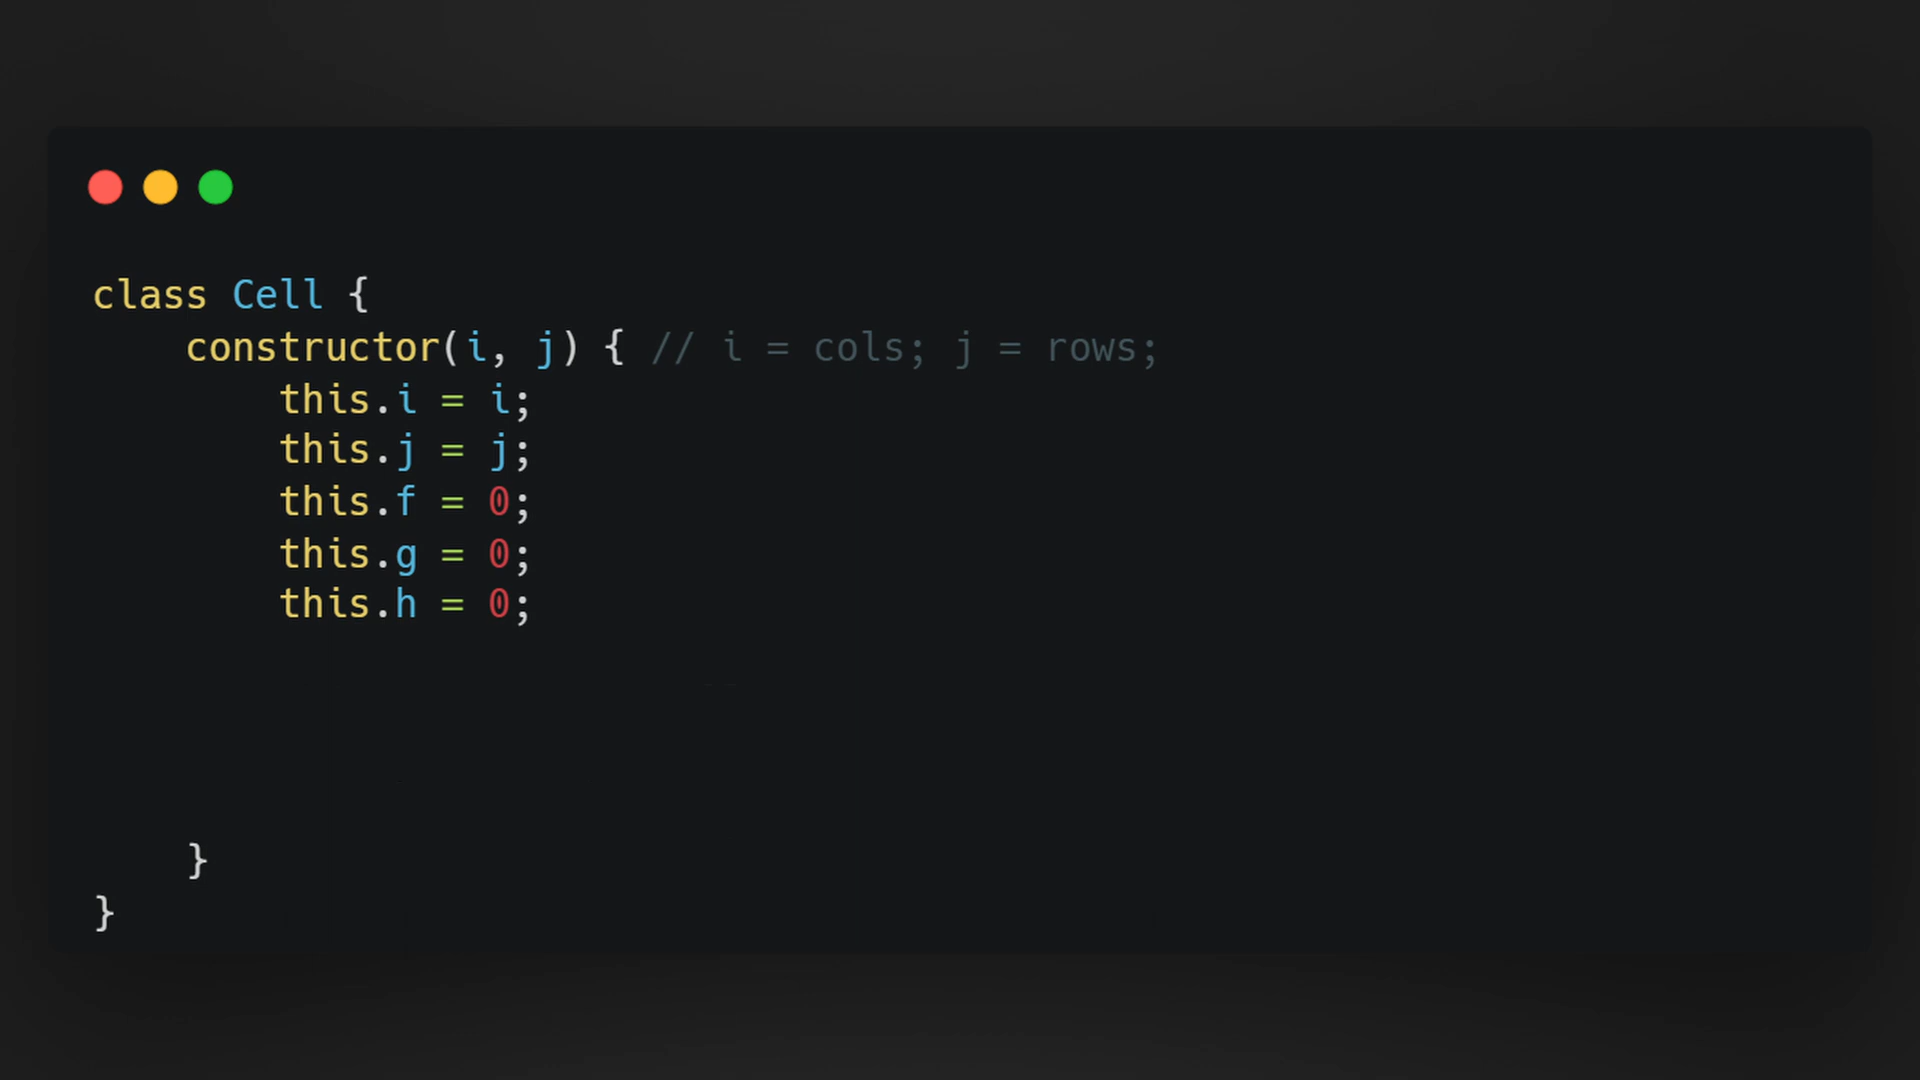 class Cell {
    constructor(i, j) { // i = cols; j = rows;
        this.i = i;
        this.j = j;
        this.f = 0;
        this.g = 0;
        this.h = 0;
    }
}